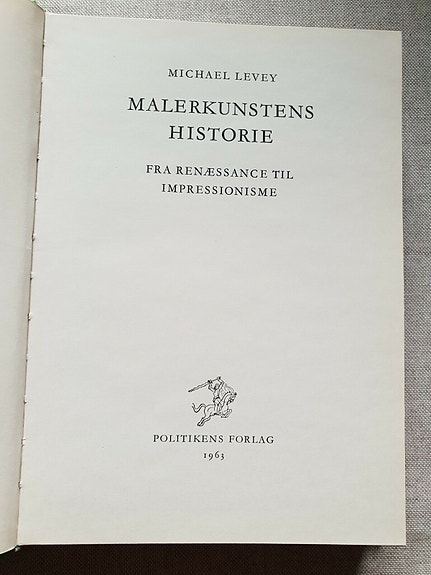 MICHAEL LEVEY
MALERKUNSTENS
HISTORIE
FRA RENÆSSANCE TIL
IMPRESSIONISME
POLITIKENS FORLAG
1963